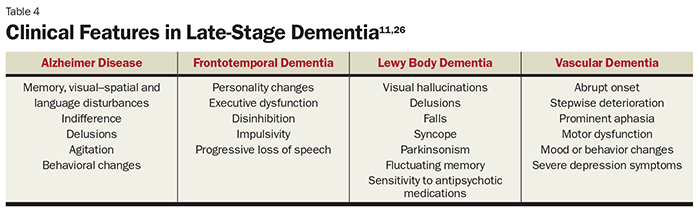 Table 4
Clinical Features in Late-Stage Dementia11,26
Alzheimer Disease
Memory, visual–spatial and
language disturbances
Indifference
Delusions
Agitation
Behavioral changes
Frontotemporal Dementia
Personality changes
Executive dysfunction
Disinhibition
Impulsivity
Progressive loss of speech
Lewy Body Dementia
Visual hallucinations
Delusions
Falls
Syncope
Parkinsonism
Fluctuating memory
Sensitivity to antipsychotic
medications
Vascular Dementia
Abrupt onset
Stepwise deterioration
Prominent aphasia
Motor dysfunction
Mood or behavior changes
Severe depression symptoms